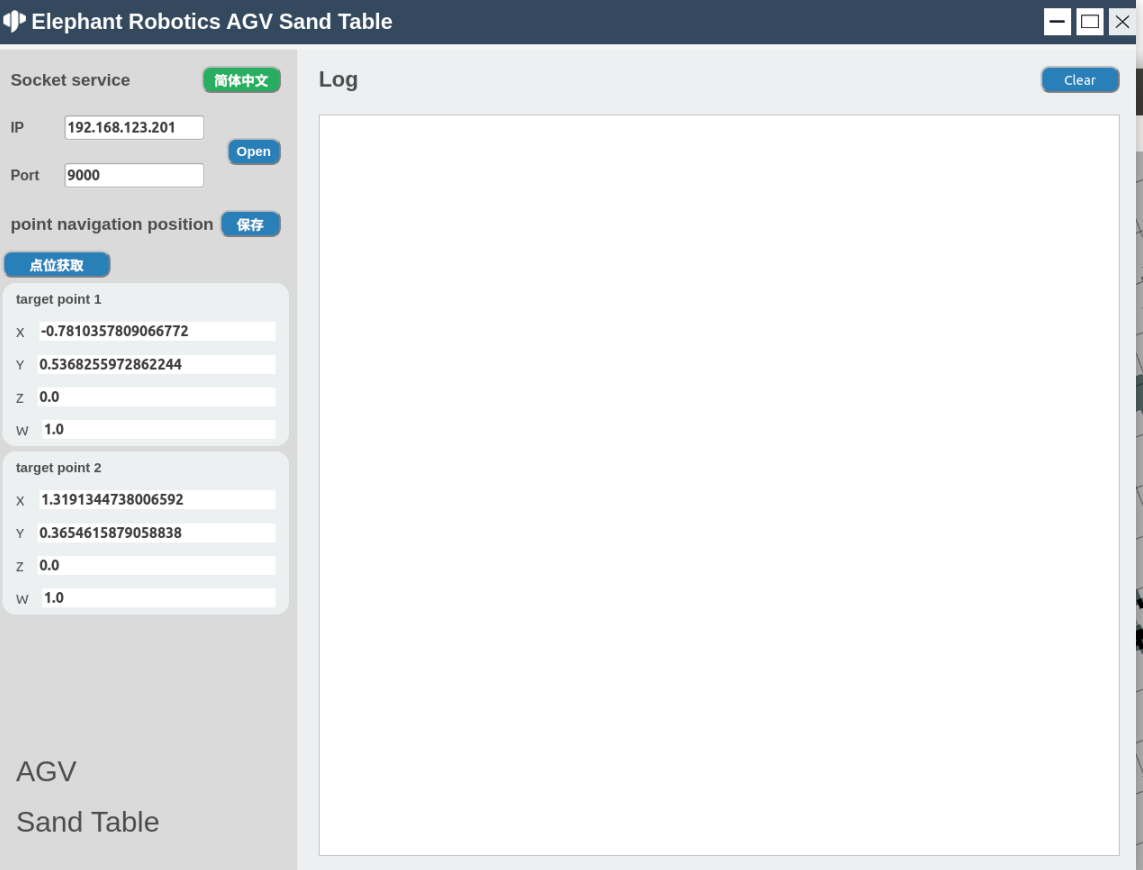 Elephant Robotics AGV Sand Table
Socket service
简体中文
IP
192.168.123.201
Open
Port
9000
point navigation position
保存
点位获取
target point 1
X
-0.7810357809066772
Y
0.5368255972862244
Z
0.0
W
1.0
target point 2
X
1.3191344738006592
Y
0.3654615879058838
Z
0.0
W
1.0
AGV
Sand Table
Log
Clear